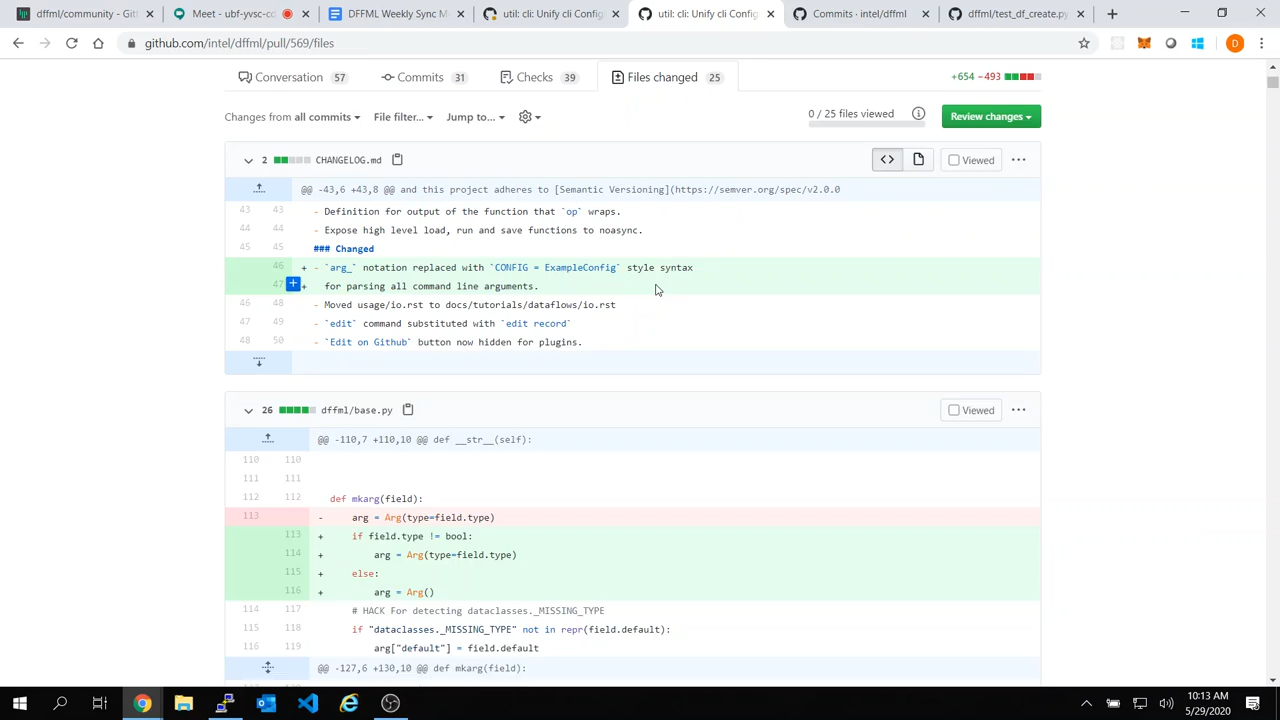 dffml/community - Git
Meet - ubf-yvsc-c
DFFML Weekly Sync M
util: cli: Unify cli Config
util: cli: Unify cli Config
Commits · intel/dffml
dffml/test_df_create.py
github.com/intel/dffml/pull/569/files
D
Conversation 57
Commits 31
Checks 39
Files changed 25
+654 −493
Changes from all commits
File filter...
Jump to...
0 / 25 files viewed
Review changes
2 CHANGELOG.md
Viewed
@@ -43,6 +43,8 @@ and this project adheres to [Semantic Versioning](https://semver.org/spec/v2.0.0
43 43 - Definition for output of the function that `op` wraps.
44 44 - Expose high level load, run and save functions to noasync.
45 45 ### Changed
46 + - `arg_` notation replaced with `CONFIG = ExampleConfig` style syntax
47 + for parsing all command line arguments.
46 48 - Moved usage/io.rst to docs/tutorials/dataflows/io.rst
47 49 - `edit` command substituted with `edit record`
48 50 - `Edit on Github` button now hidden for plugins.
26 dffml/base.py
Viewed
@@ -110,7 +110,10 @@ def __str__(self):
110 110
111 111
112 112 def mkarg(field):
113 - arg = Arg(type=field.type)
113 + if field.type != bool:
114 + arg = Arg(type=field.type)
115 + else:
116 + arg = Arg()
114 117 # HACK For detecting dataclasses._MISSING_TYPE
115 118 if "dataclasses._MISSING_TYPE" not in repr(field.default):
116 119 arg["default"] = field.default
@@ -127,6 +130,10 @@ def mkarg(field):
10:13 AM
5/29/2020